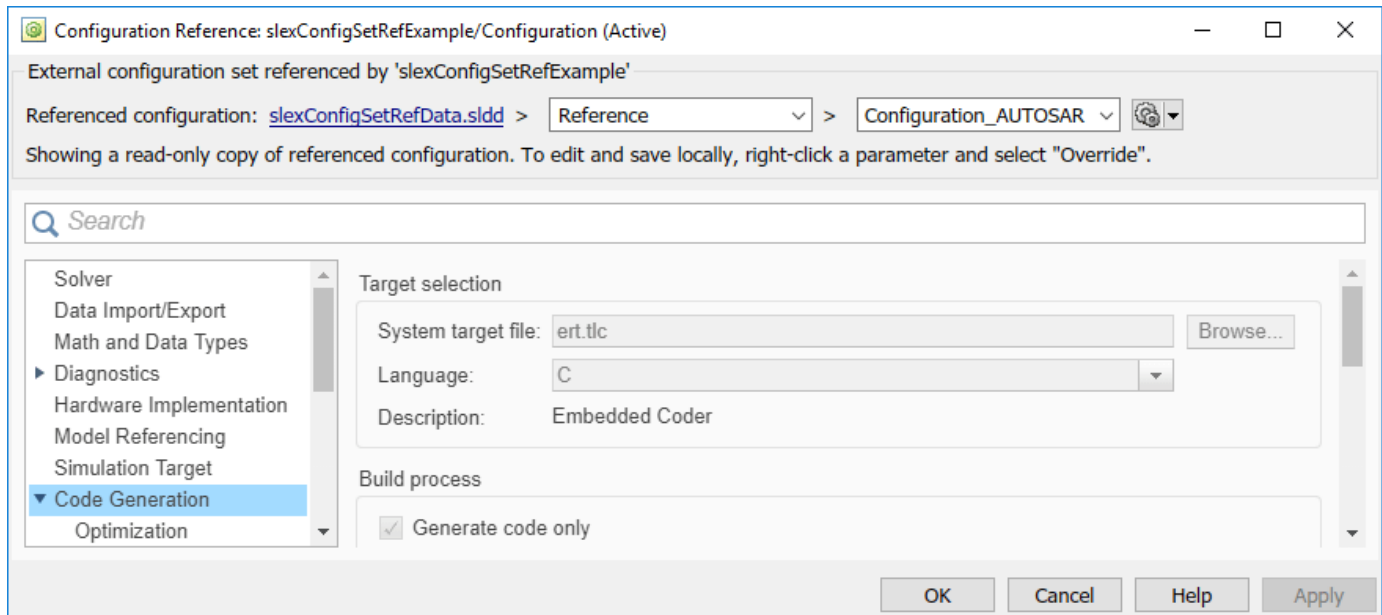 Configuration Reference: slexConfigSetRefExample/Configuration (Active)
External configuration set referenced by 'slexConfigSetRefExample'
Referenced configuration: slexConfigSetRefData.sldd > Reference > Configuration_AUTOSAR
Showing a read-only copy of referenced configuration. To edit and save locally, right-click a parameter and select "Override".
Search
Solver
Data Import/Export
Math and Data Types
Diagnostics
Hardware Implementation
Model Referencing
Simulation Target
Code Generation
Optimization
Target selection
System target file: ert.tlc Browse...
Language: C
Description: Embedded Coder
Build process
Generate code only
OK Cancel Help Apply